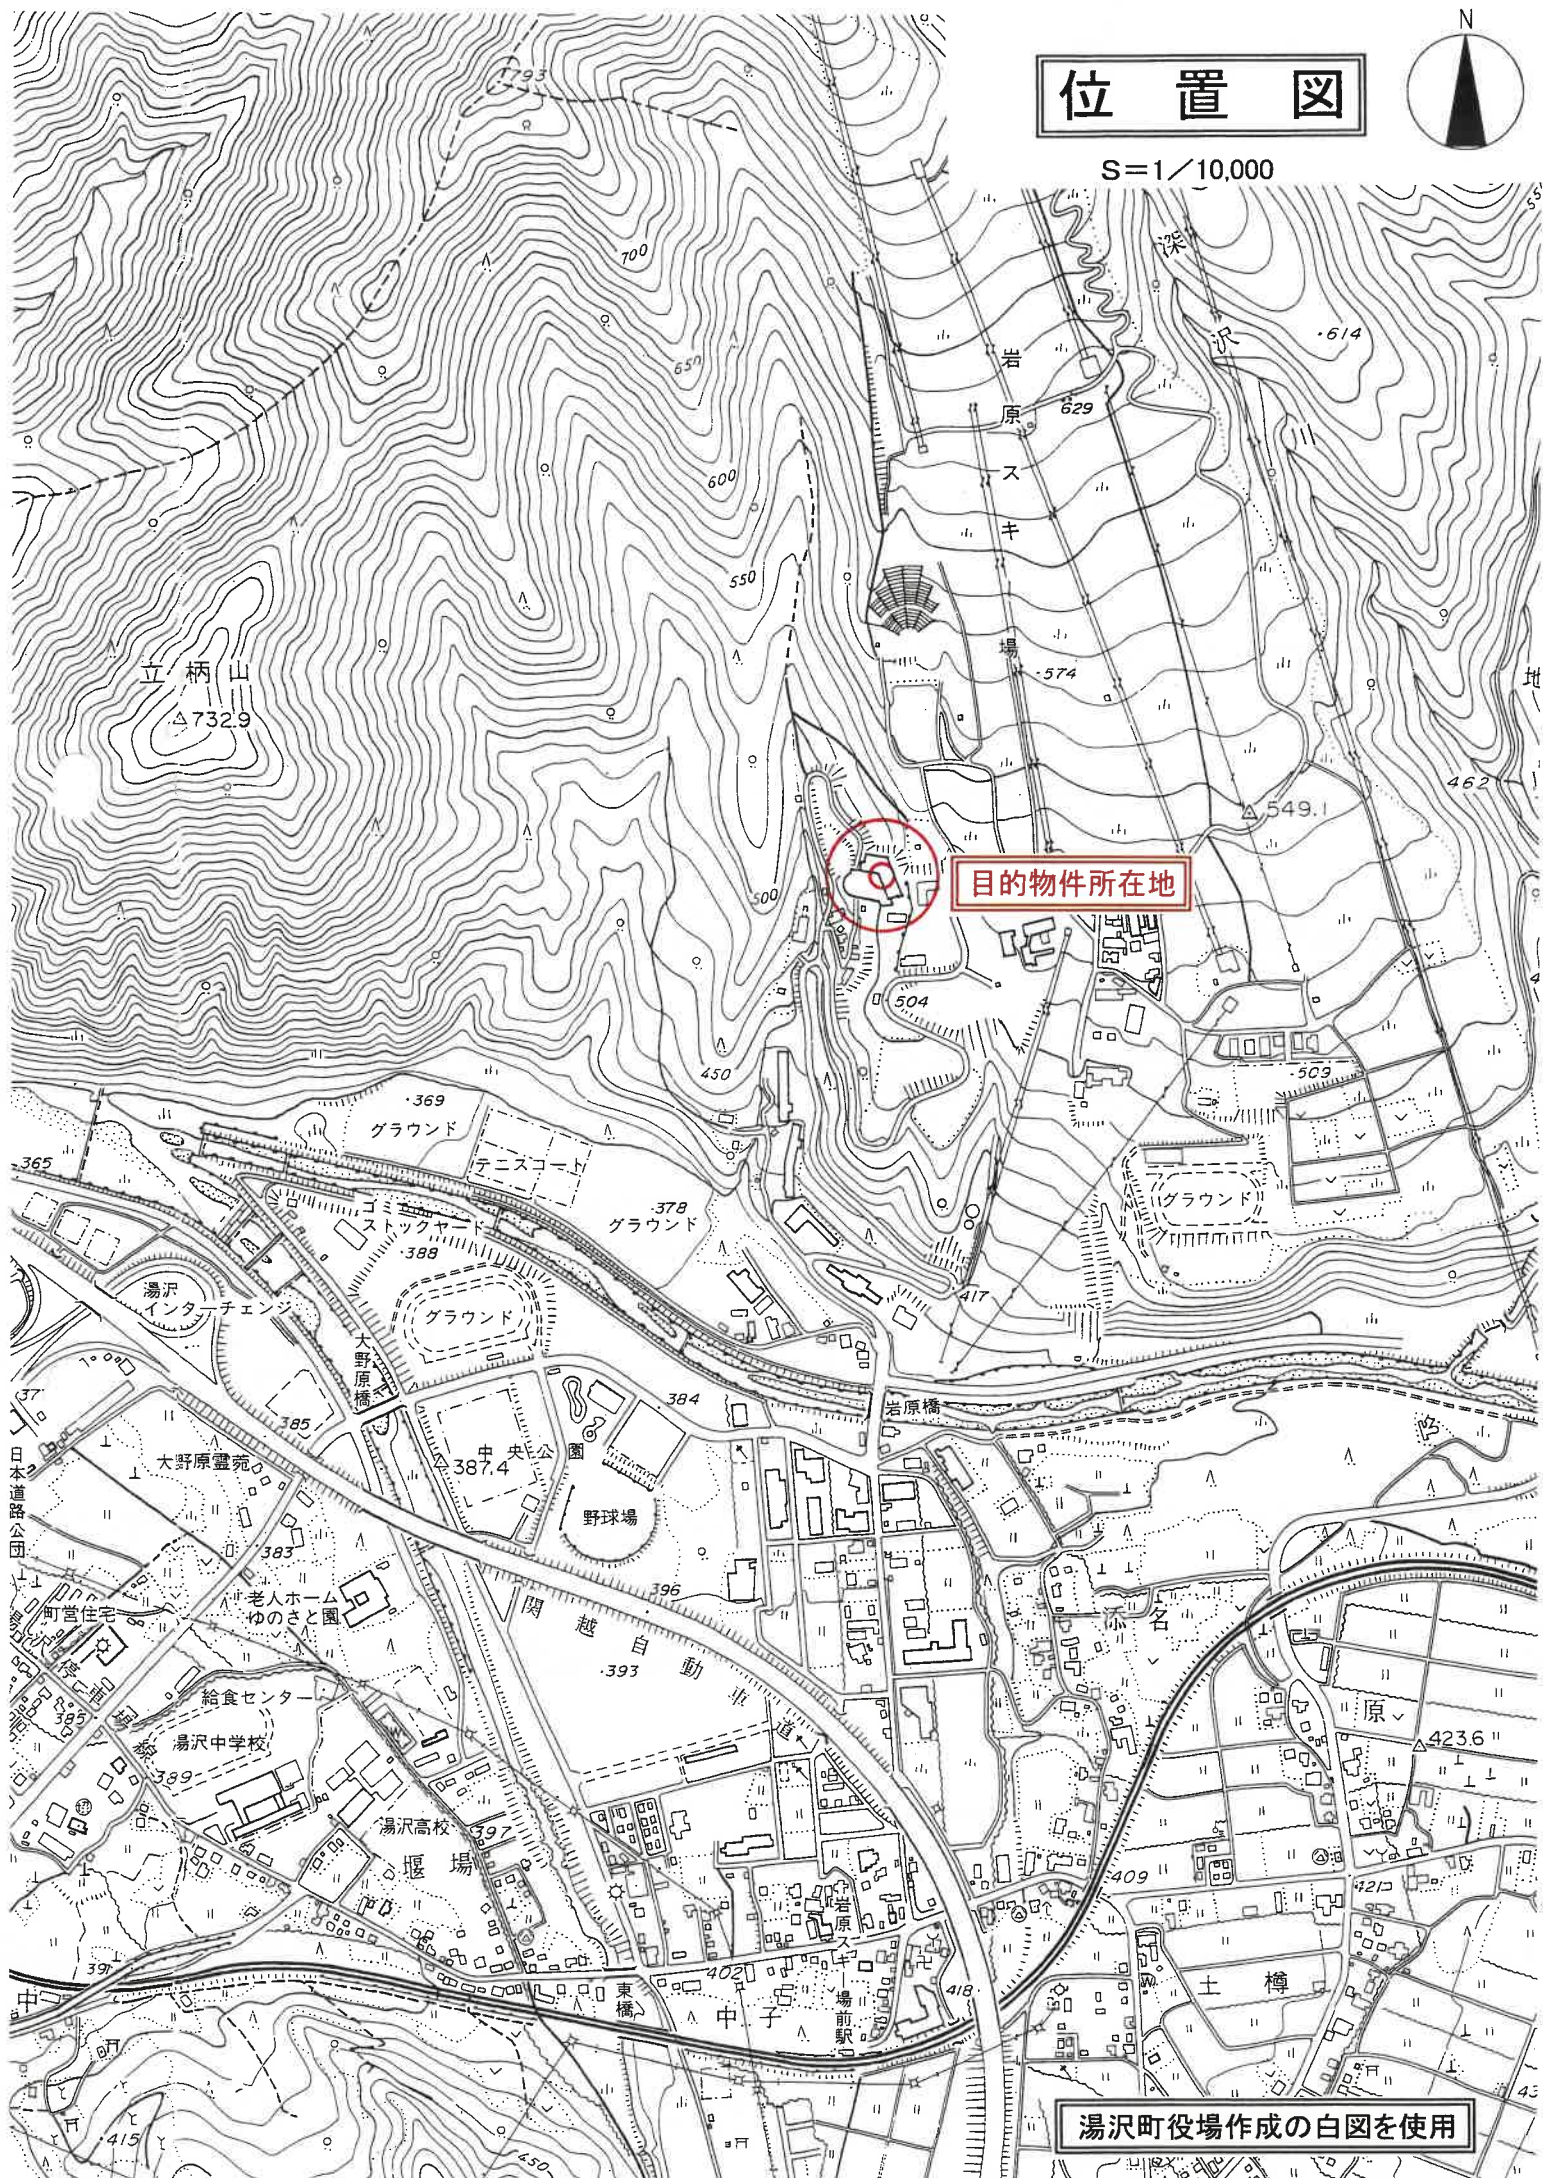 N
位置図
S=1/10,000
793
700
650
600
550
500
450
深沢川
・614
岩原スキー場
629
・574
立柄山
△732.9
462
549.1
目的物件所在地
504
・509
地
・369
グラウンド
テニスコート
365
・378
グラウンド
グラウンド
ゴミ
ストックヤード
・388
グラウンド
417
湯沢
インターチェンジ
大野原橋
385
384
岩原橋
中央公園
387.4
大野原霊苑
日本道路公団
野球場
383
396
老人ホーム
ゆのさと園
町営住宅
関越自動車道
・393
添名
給食センター
385
湯沢中学校
389
原
423.6
湯沢高校
397
堰場
409
421
岩原スキー場前駅
391
402
418
東橋
中子
土樽
中
・415
450
湯沢町役場作成の白図を使用